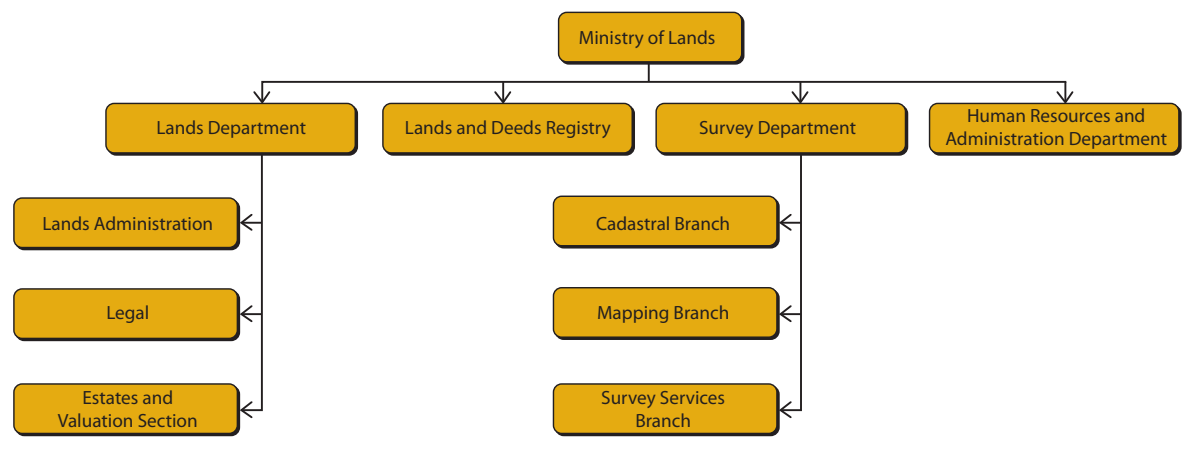 Ministry of Lands
Lands Department
Lands and Deeds Registry
Survey Department
Human Resources and
Administration Department
Lands Administration
Cadastral Branch
Legal
Mapping Branch
Estates and
Valuation Section
Survey Services
Branch